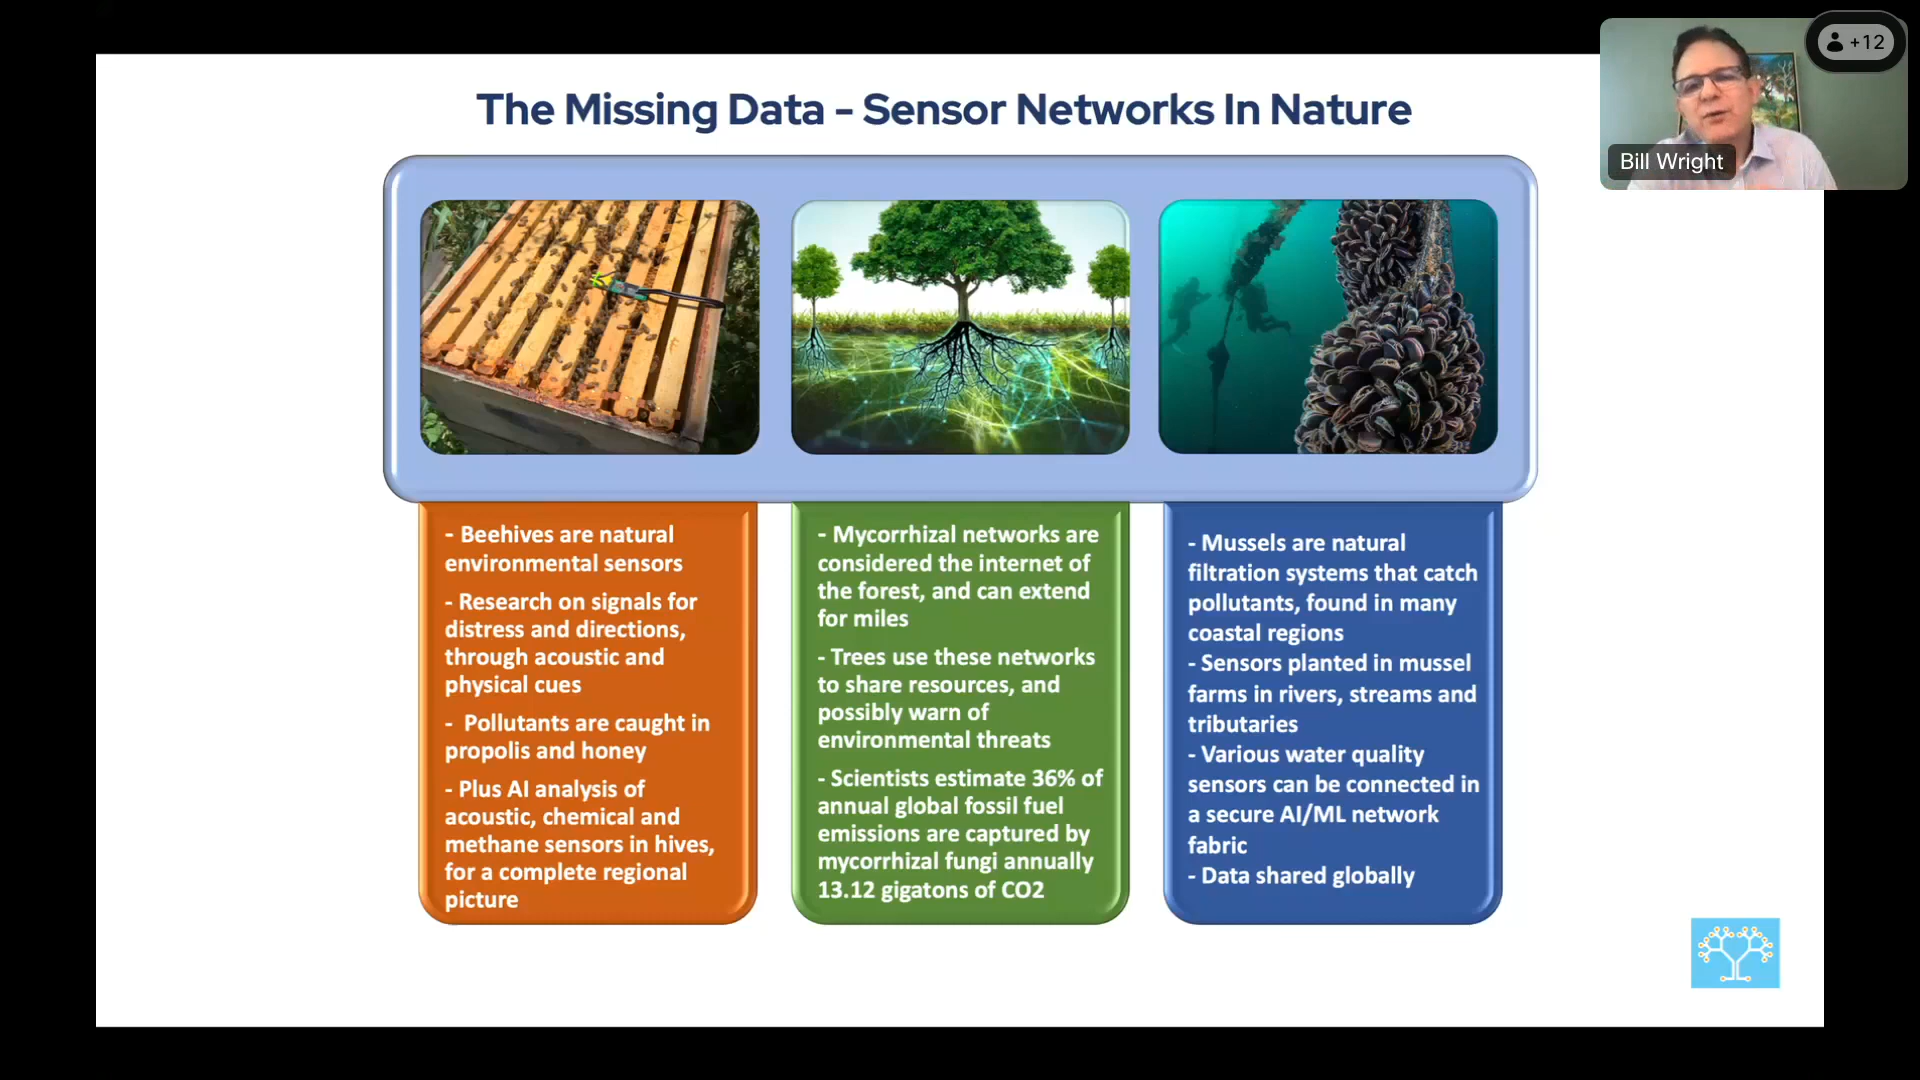 The Missing Data - Sensor Networks In Nature
+12
Bill Wright
- Beehives are natural
environmental sensors
- Research on signals for
distress and directions,
through acoustic and
physical cues
- Pollutants are caught in
propolis and honey
- Plus AI analysis of
acoustic, chemical and
methane sensors in hives,
for a complete regional
picture
- Mycorrhizal networks are
considered the internet of
the forest, and can extend
for miles
- Trees use these networks
to share resources, and
possibly warn of
environmental threats
- Scientists estimate 36% of
annual global fossil fuel
emissions are captured by
mycorrhizal fungi annually
13.12 gigatons of CO2
- Mussels are natural
filtration systems that catch
pollutants, found in many
coastal regions
- Sensors planted in mussel
farms in rivers, streams and
tributaries
- Various water quality
sensors can be connected in
a secure AI/ML network
fabric
- Data shared globally